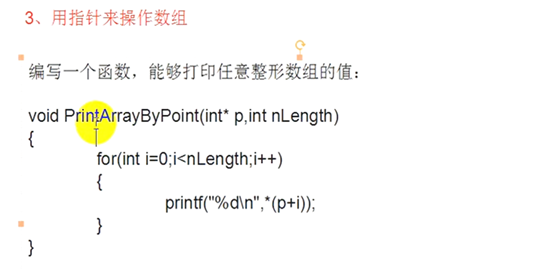 3、用指针来操作数组
编写一个函数，能够打印任意整形数组的值：
void PrintArrayByPoint(int* p,int nLength)
{
for(int i=0;i<nLength;i++)
{
printf("%d\n",*(p+i));
}
}